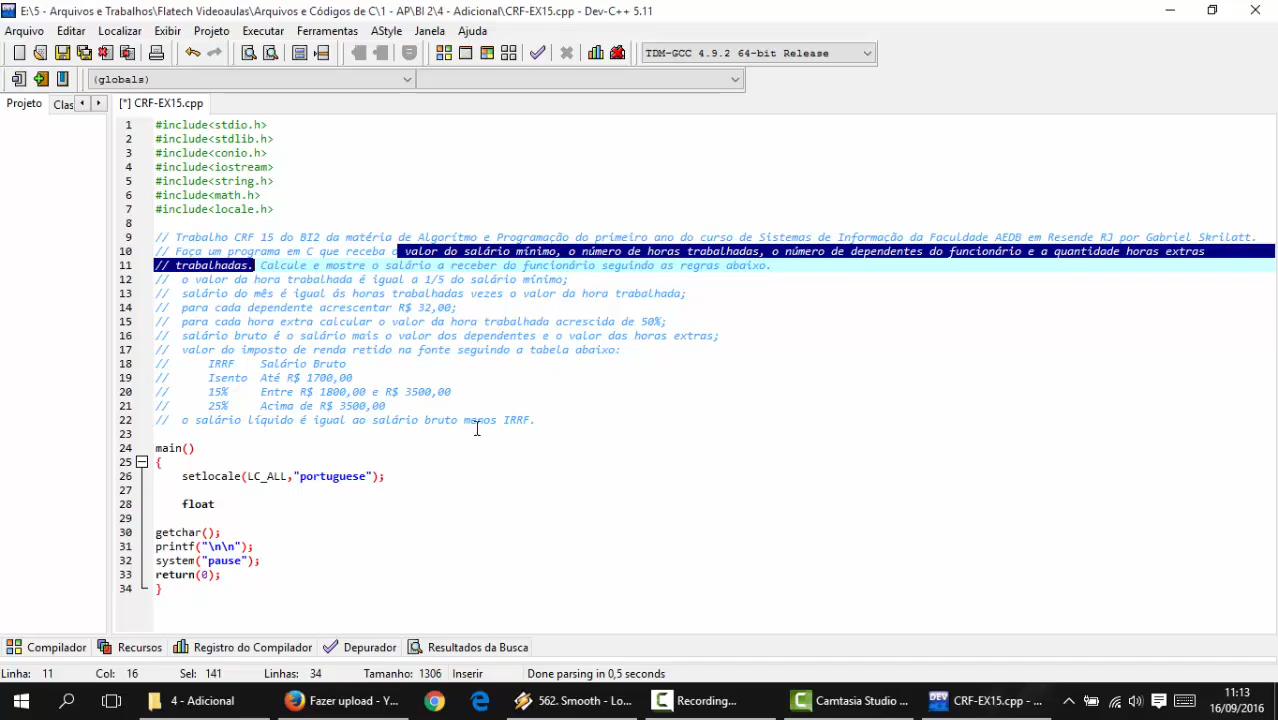 E:\5 - Arquivos e Trabalhos\Flatech Videoaulas\Arquivos e Códigos de C\1 - AP\BI 2\4 - Adicional\CRF-EX15.cpp - Dev-C++ 5.11
Arquivo Editar Localizar Exibir Projeto Executar Ferramentas AStyle Janela Ajuda
TDM-GCC 4.9.2 64-bit Release
(globals)
Projeto Clas [*] CRF-EX15.cpp
1 #include<stdio.h>
2 #include<stdlib.h>
3 #include<conio.h>
4 #include<iostream>
5 #include<string.h>
6 #include<math.h>
7 #include<locale.h>
8
9 // Trabalho CRF 15 do BI2 da matéria de Algoritmo e Programação do primeiro ano do curso de Sistemas de Informação da Faculdade AEDB em Resende RJ por Gabriel Skrilatt.
10 // Faça um programa em C que receba o valor do salário mínimo, o número de horas trabalhadas, o número de dependentes do funcionário e a quantidade horas extras
11 // trabalhadas. Calcule e mostre o salário a receber do funcionário seguindo as regras abaixo.
12 // o valor da hora trabalhada é igual a 1/5 do salário mínimo;
13 // salário do mês é igual ás horas trabalhadas vezes o valor da hora trabalhada;
14 // para cada dependente acrescentar R$ 32,00;
15 // para cada hora extra calcular o valor da hora trabalhada acrescida de 50%;
16 // salário bruto é o salário mais o valor dos dependentes e o valor das horas extras;
17 // valor do imposto de renda retido na fonte seguindo a tabela abaixo:
18 // IRRF Salário Bruto
19 // Isento Até R$ 1700,00
20 // 15% Entre R$ 1800,00 e R$ 3500,00
21 // 25% Acima de R$ 3500,00
22 // o salário líquido é igual ao salário bruto menos IRRF.
23
24 main()
25 {
26 setlocale(LC_ALL,"portuguese");
27
28 float
29
30 getchar();
31 printf("\n\n");
32 system("pause");
33 return(0);
34 }
Compilador Recursos Registro do Compilador Depurador Resultados da Busca
Linha: 11 Col: 16 Sel: 141 Linhas: 34 Tamanho: 1306 Inserir Done parsing in 0,5 seconds
4 - Adicional Fazer upload - Y... 562. Smooth - Lo... Recording... Camtasia Studio ... CRF-EX15.cpp - ... 11:13
16/09/2016